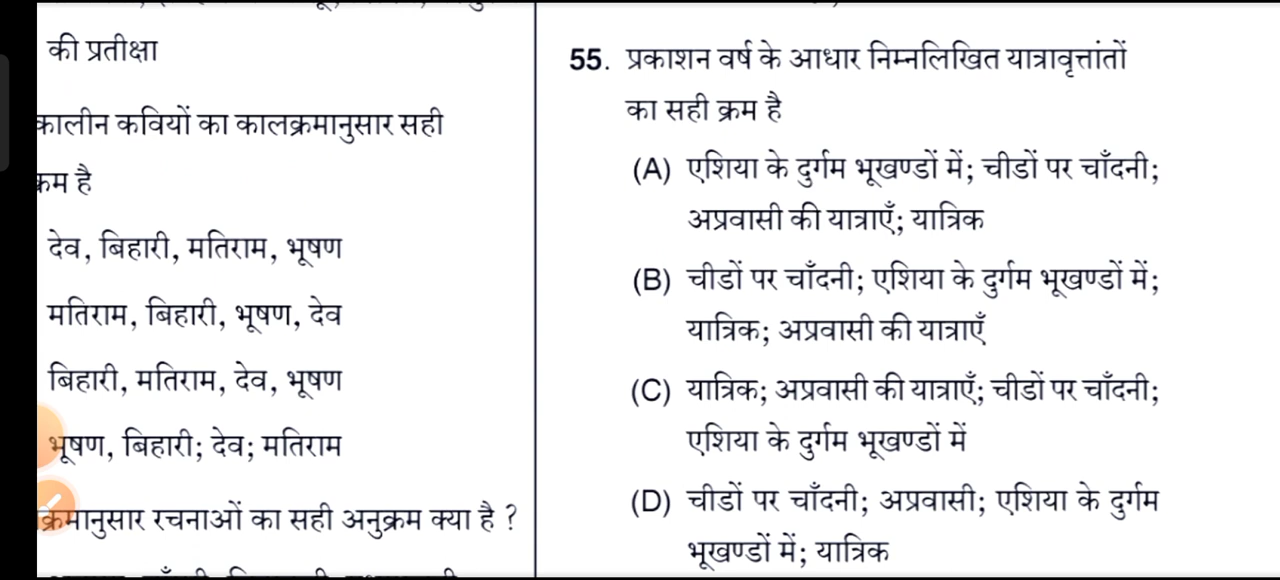 की प्रतीक्षा
कालीन कवियों का कालक्रमानुसार सही
क्रम है
देव, बिहारी, मतिराम, भूषण
मतिराम, बिहारी, भूषण, देव
बिहारी, मतिराम, देव, भूषण
भूषण, बिहारी; देव; मतिराम
क्रमानुसार रचनाओं का सही अनुक्रम क्या है ?
55. प्रकाशन वर्ष के आधार निम्नलिखित यात्रावृत्तांतों
का सही क्रम है
(A) एशिया के दुर्गम भूखण्डों में; चीडों पर चाँदनी;
अप्रवासी की यात्राएँ; यात्रिक
(B) चीडों पर चाँदनी; एशिया के दुर्गम भूखण्डों में;
यात्रिक; अप्रवासी की यात्राएँ
(C) यात्रिक; अप्रवासी की यात्राएँ; चीडों पर चाँदनी;
एशिया के दुर्गम भूखण्डों में
(D) चीडों पर चाँदनी; अप्रवासी; एशिया के दुर्गम
भूखण्डों में; यात्रिक